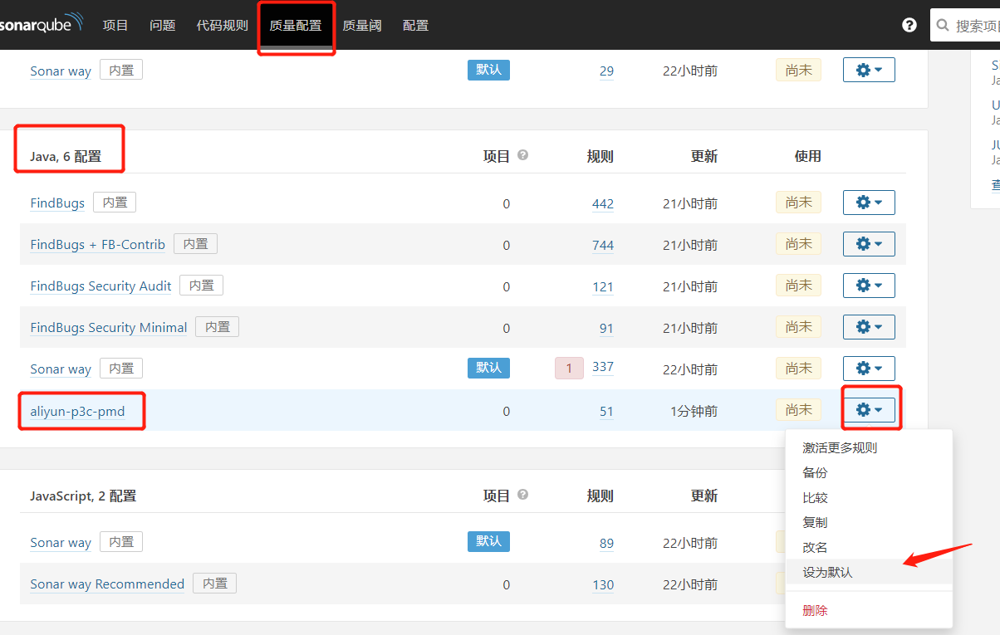 sonarqube 项目 问题 代码规则 质量配置 质量阈 配置 搜索项
Sonar way 内置 默认 29 22小时前 尚未
Java, 6 配置 项目 规则 更新 使用
FindBugs 内置 0 442 21小时前 尚未
FindBugs + FB-Contrib 内置 0 744 21小时前 尚未
FindBugs Security Audit 内置 0 121 21小时前 尚未
FindBugs Security Minimal 内置 0 91 21小时前 尚未
Sonar way 内置 默认 1 337 22小时前 尚未
aliyun-p3c-pmd 0 51 1分钟前 尚未
激活更多规则
备份
比较
复制
改名
设为默认
删除
JavaScript, 2 配置 项目 规则 更新
Sonar way 内置 默认 89 22小时前
Sonar way Recommended 内置 0 130 22小时前